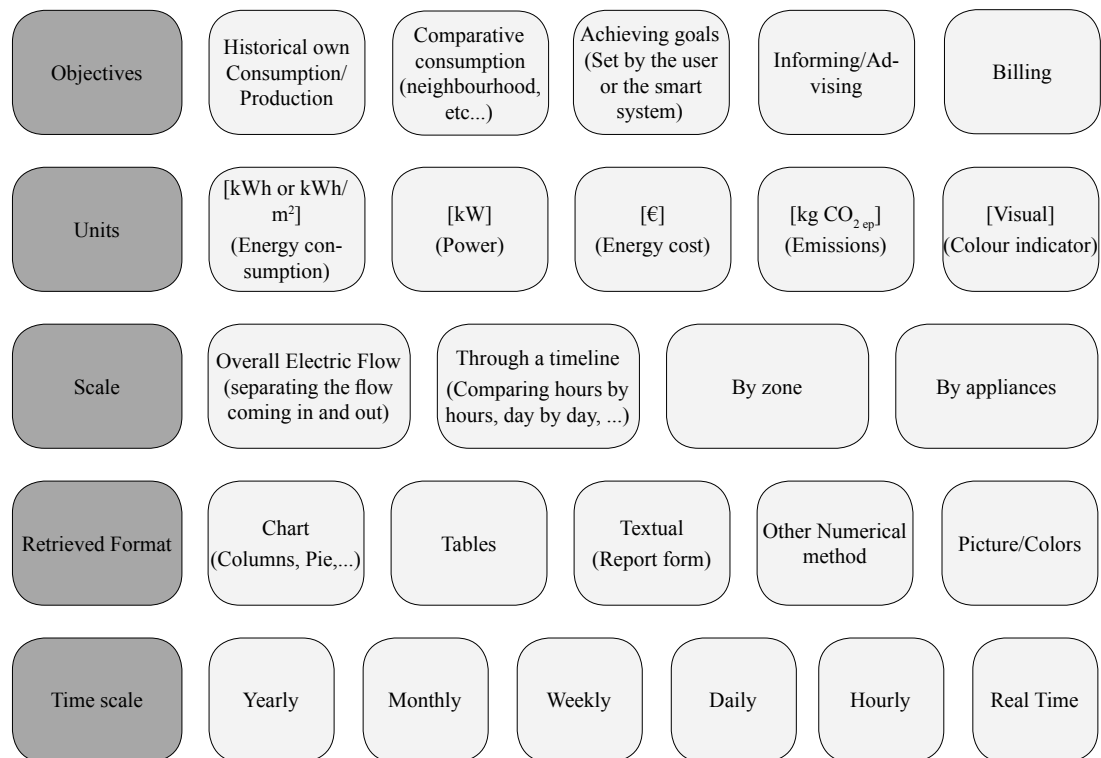 Objectives
Historical own
Consumption/
Production
Comparative
consumption
(neighbourhood,
etc...)
Achieving goals
(Set by the user
or the smart
system)
Informing/Ad-
vising
Billing
Units
[kWh or kWh/
m²]
(Energy con-
sumption)
[kW]
(Power)
[€]
(Energy cost)
[kg CO₂ ₑₚ]
(Emissions)
[Visual]
(Colour indicator)
Scale
Overall Electric Flow
(separating the flow
coming in and out)
Through a timeline
(Comparing hours by
hours, day by day, ...)
By zone
By appliances
Retrieved Format
Chart
(Columns, Pie,...)
Tables
Textual
(Report form)
Other Numerical
method
Picture/Colors
Time scale
Yearly
Monthly
Weekly
Daily
Hourly
Real Time